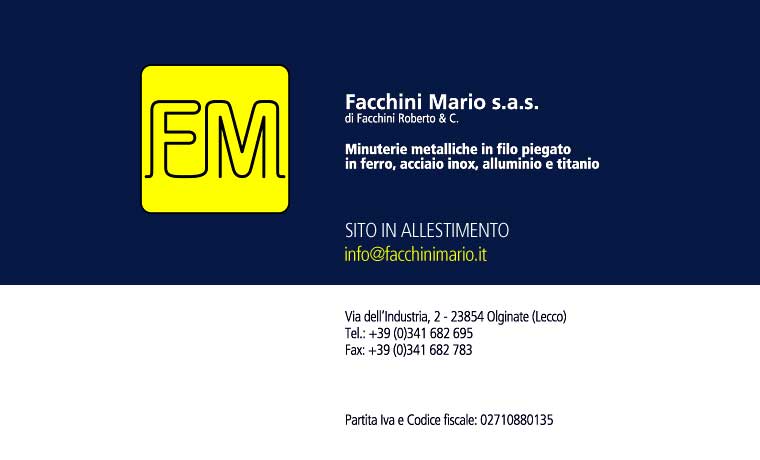 FM
Facchini Mario s.a.s.
di Facchini Roberto & C.
Minuterie metalliche in filo piegato
in ferro, acciaio inox, alluminio e titanio
SITO IN ALLESTIMENTO
info@facchinimario.it
Via dell'Industria, 2 - 23854 Olginate (Lecco)
Tel.: +39 (0)341 682 695
Fax: +39 (0)341 682 783
Partita Iva e Codice fiscale: 02710880135